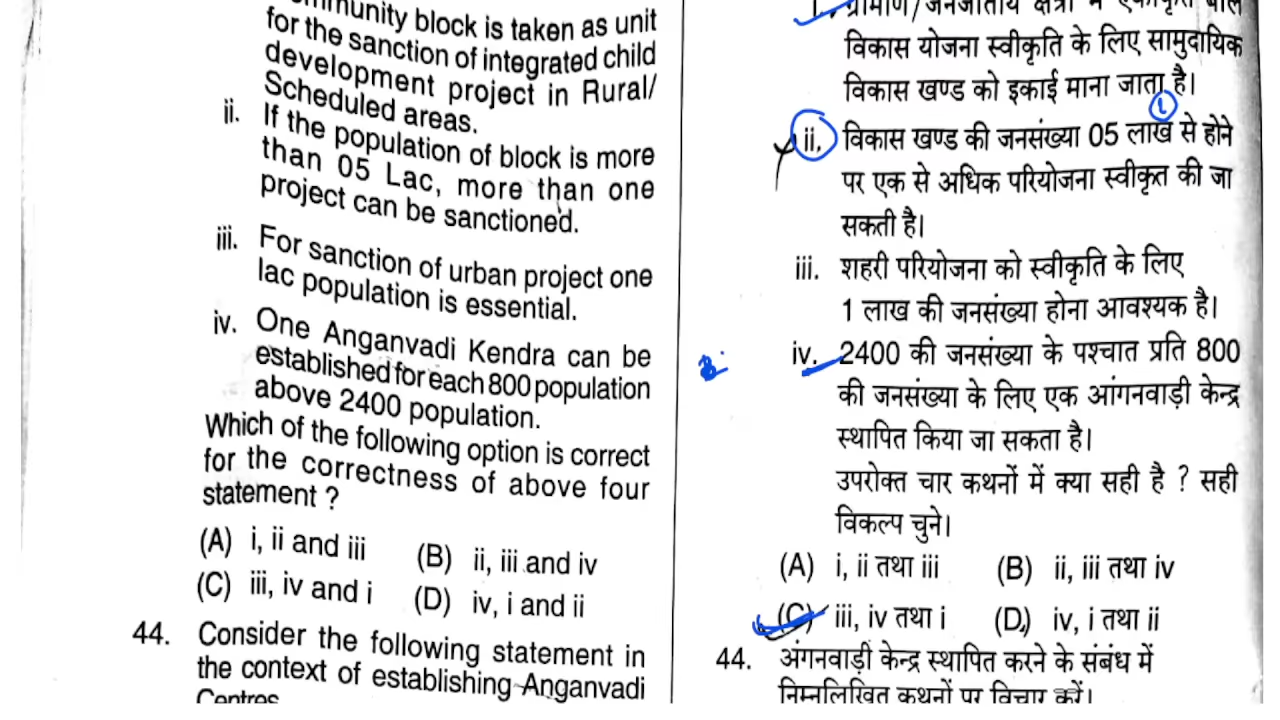 community block is taken as unit
for the sanction of integrated child
development project in Rural/
Scheduled areas.
ii. If the population of block is more
than 05 Lac, more than one
project can be sanctioned.
iii. For sanction of urban project one
lac population is essential.
iv. One Anganvadi Kendra can be
established for each 800 population
above 2400 population.
Which of the following option is correct
for the correctness of above four
statement ?
(A) i, ii and iii (B) ii, iii and iv
(C) iii, iv and i (D) iv, i and ii
44. Consider the following statement in
the context of establishing Anganvadi
Centres
ग्रामीण/जनजातीय क्षेत्रों में एकीकृत बाल
विकास योजना स्वीकृति के लिए सामुदायिक
विकास खण्ड को इकाई माना जाता है।
ii. विकास खण्ड की जनसंख्या 05 लाख से होने
पर एक से अधिक परियोजना स्वीकृत की जा
सकती है।
iii. शहरी परियोजना को स्वीकृति के लिए
1 लाख की जनसंख्या होना आवश्यक है।
iv. 2400 की जनसंख्या के पश्चात प्रति 800
की जनसंख्या के लिए एक आंगनवाड़ी केन्द्र
स्थापित किया जा सकता है।
उपरोक्त चार कथनों में क्या सही है ? सही
विकल्प चुने।
(A) i, ii तथा iii (B) ii, iii तथा iv
(C) iii, iv तथा i (D) iv, i तथा ii
44. अंगनवाड़ी केन्द्र स्थापित करने के संबंध में
निम्नलिखित कथनों पर विचार करें।